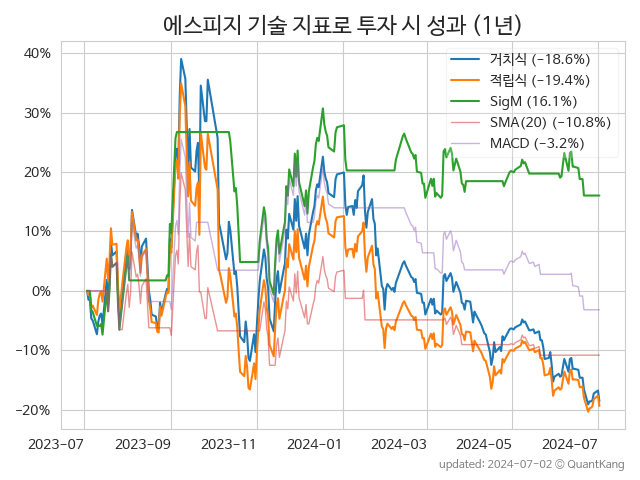 에스피지 기술 지표로 투자 시 성과 (1년)
거치식 (−18.6%)
적립식 (−19.4%)
SigM (16.1%)
SMA(20) (−10.8%)
MACD (−3.2%)
40%
30%
20%
10%
0%
−10%
−20%
2023-07
2023-09
2023-11
2024-01
2024-03
2024-05
2024-07
updated: 2024-07-02 © QuantKang